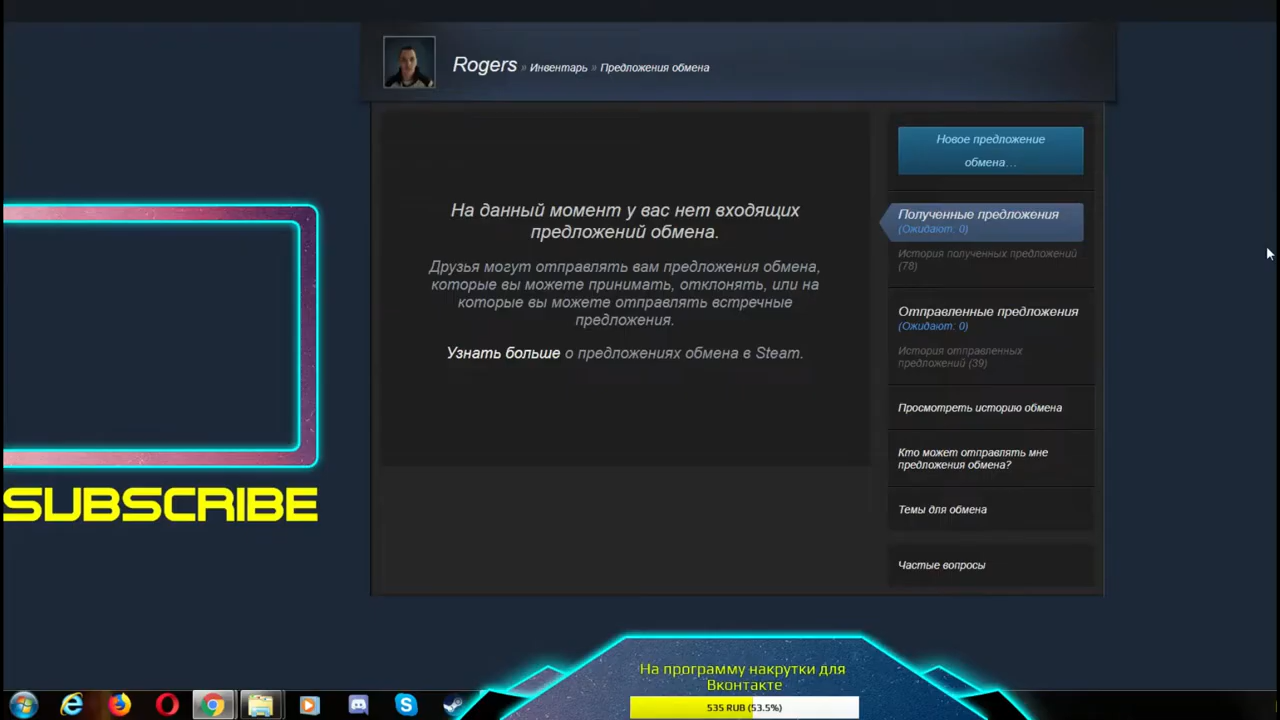 Rogers » Инвентарь » Предложения обмена
На данный момент у вас нет входящих
предложений обмена.
Друзья могут отправлять вам предложения обмена,
которые вы можете принимать, отклонять, или на
которые вы можете отправлять встречные
предложения.
Узнать больше о предложениях обмена в Steam.
Новое предложение
обмена…
Полученные предложения
(Ожидают: 0)
История полученных предложений
(78)
Отправленные предложения
(Ожидают: 0)
История отправленных
предложений (39)
Просмотреть историю обмена
Кто может отправлять мне
предложения обмена?
Темы для обмена
Частые вопросы
SUBSCRIBE
На программу накрутки для
Вконтакте
535 RUB (53.5%)